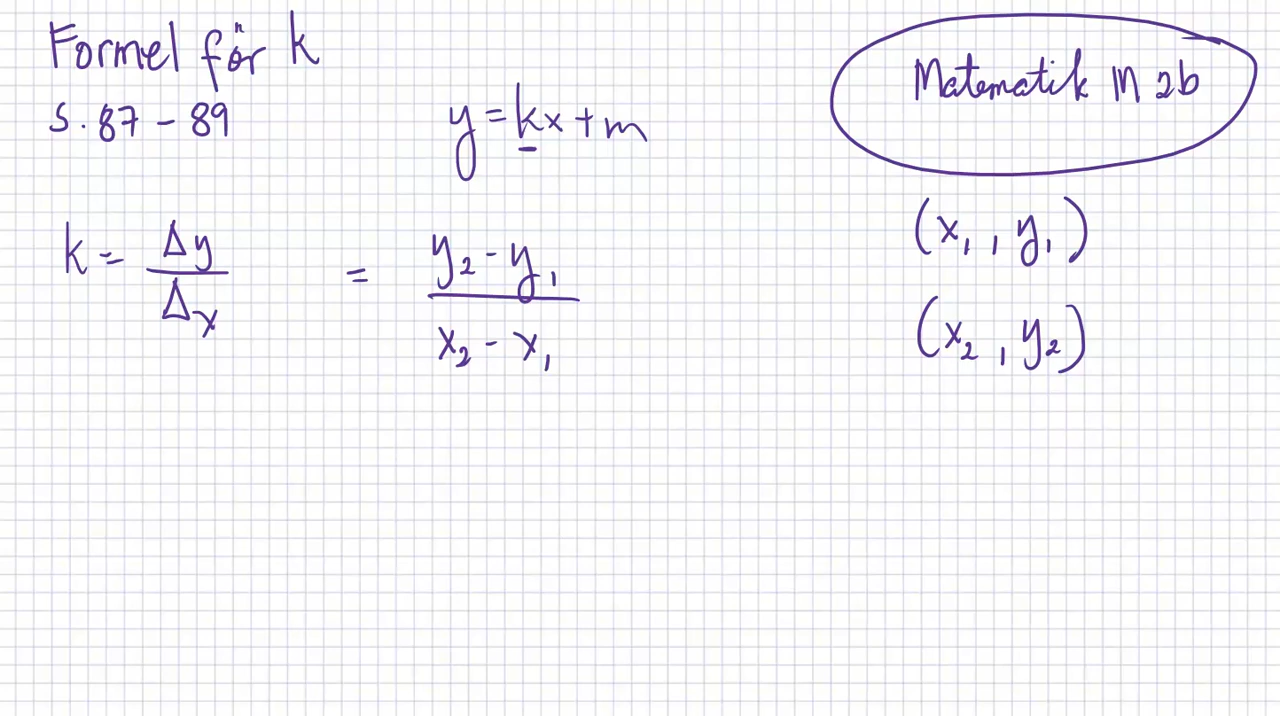 Formel för k
Matematik M 2b
s. 87 - 89
y = kx + m
k = Δy/Δx = (y₂ - y₁)/(x₂ - x₁)
(x₁, y₁)
(x₂, y₂)